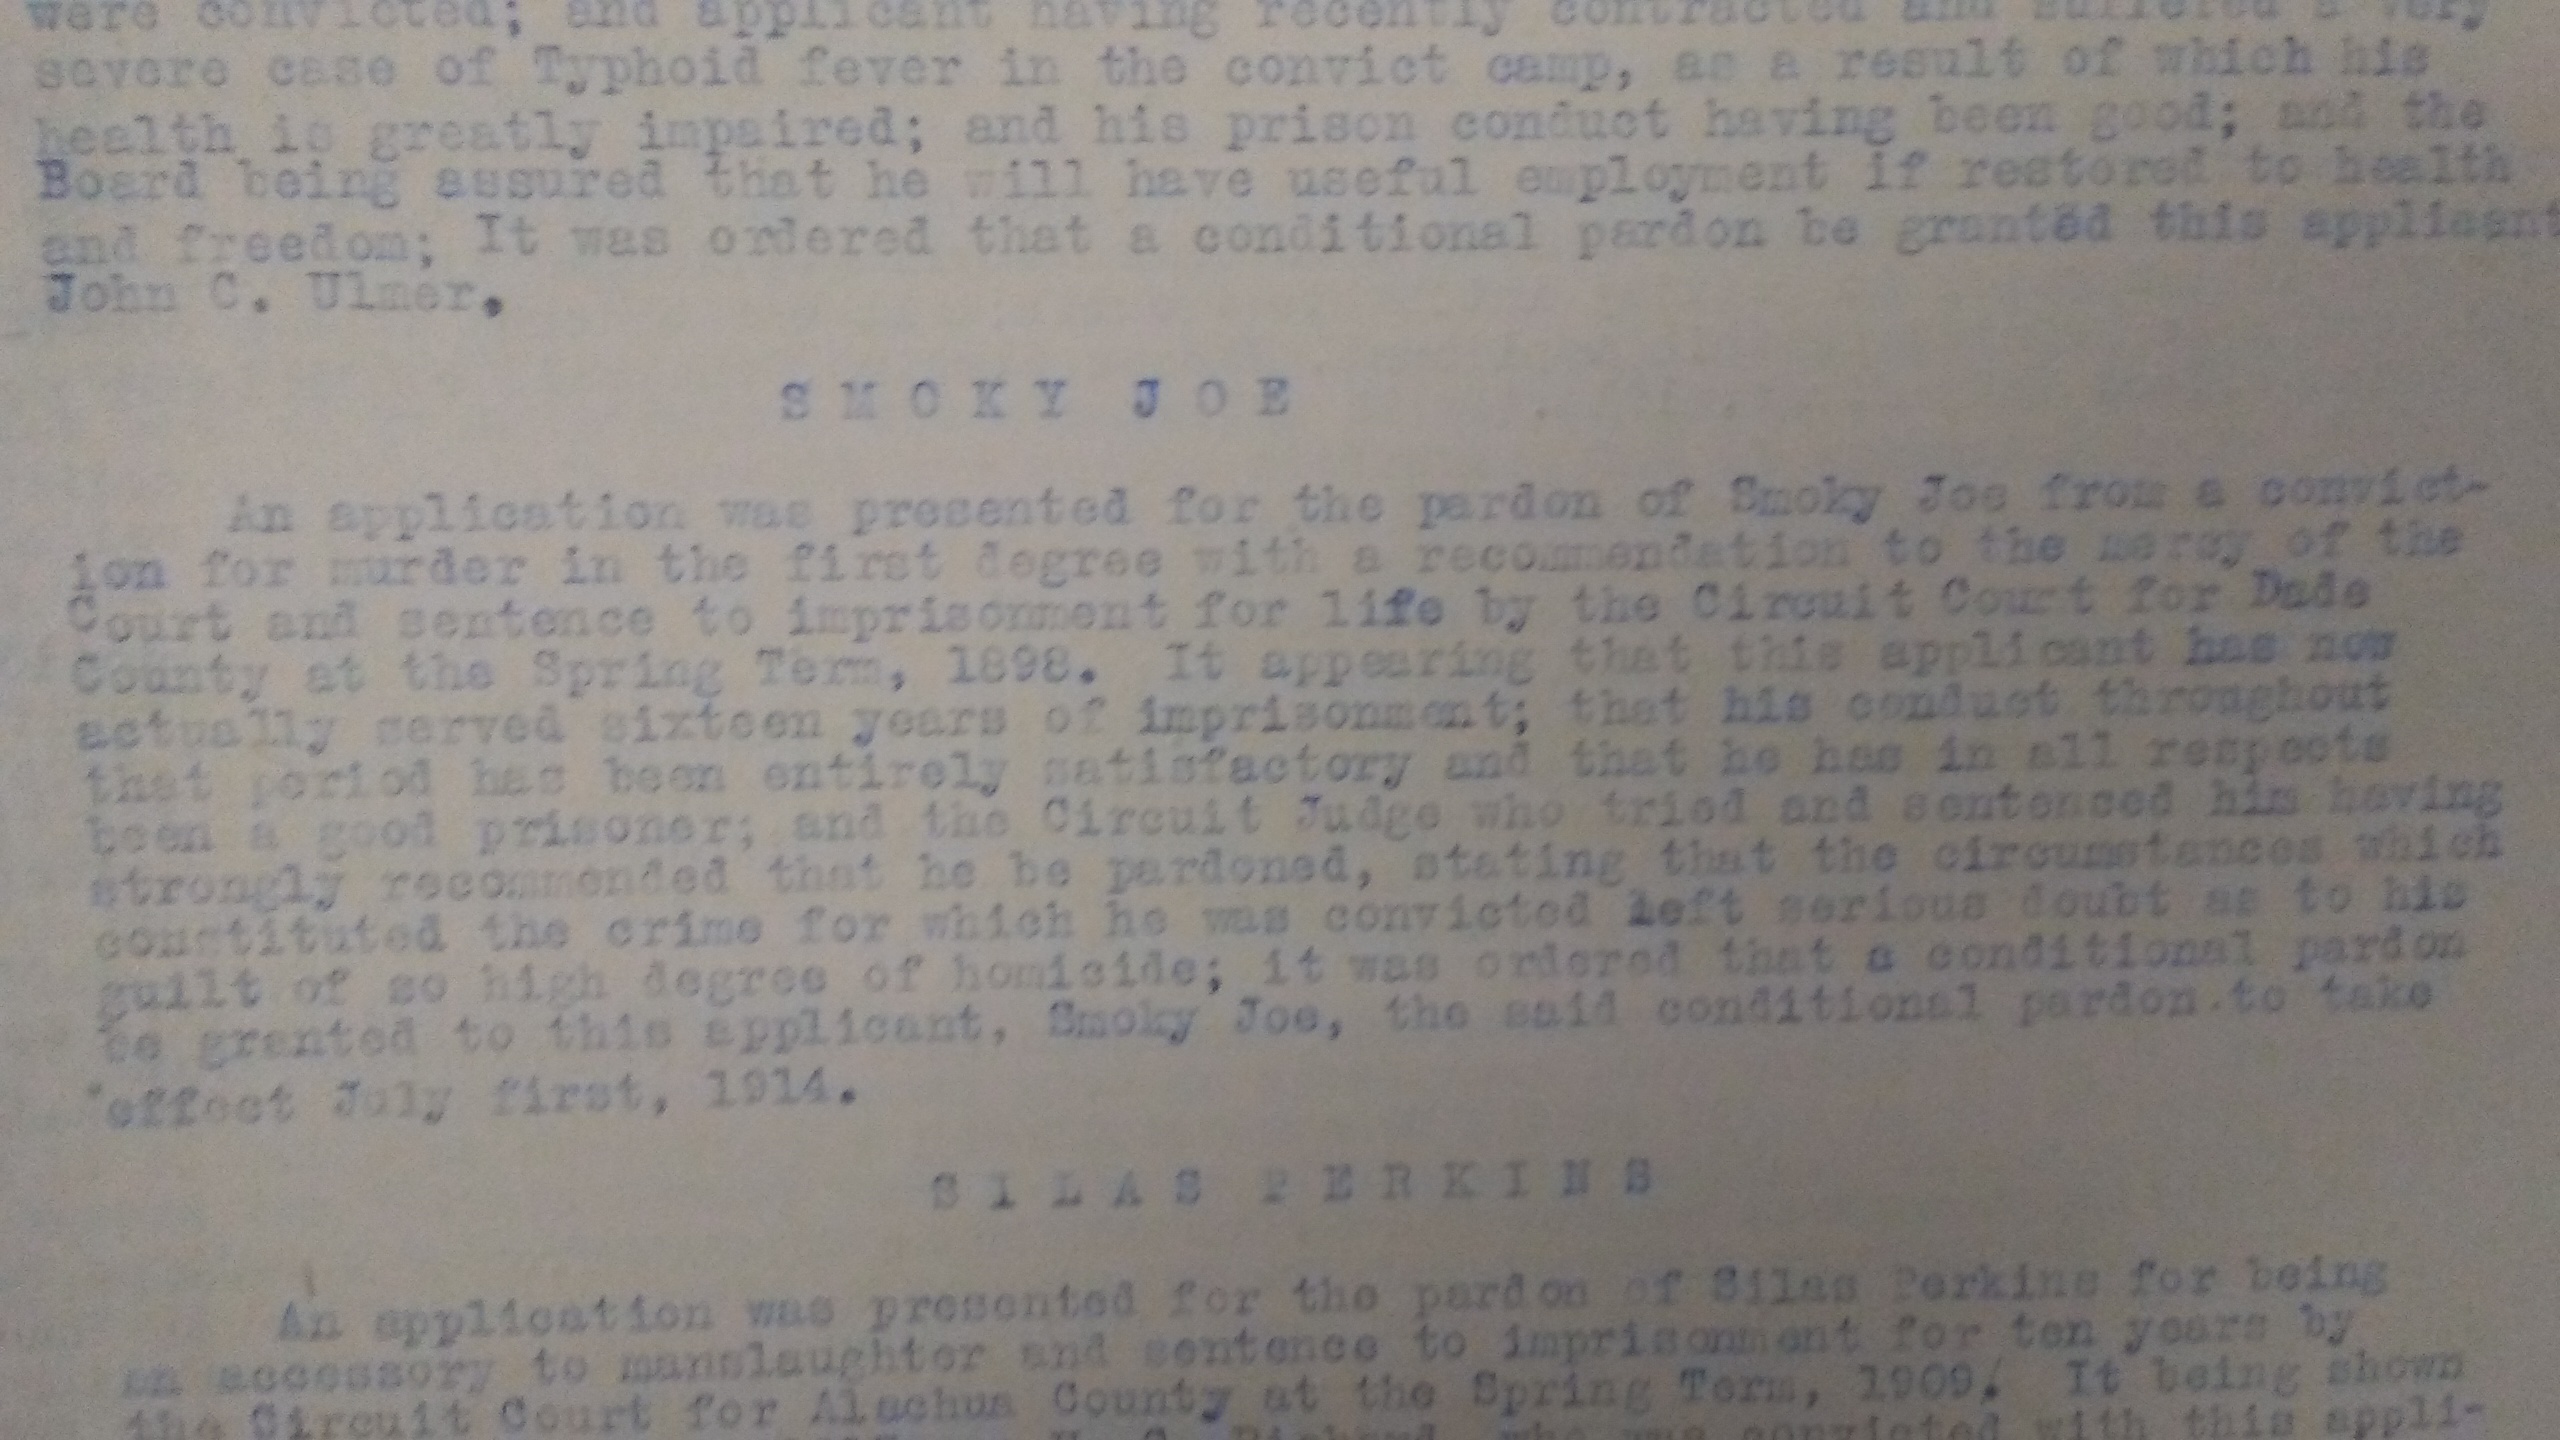 were convicted; and applicant having recently contracted and suffered a very
severe case of Typhoid fever in the convict camp, as a result of which his
health is greatly impaired; and his prison conduct having been good; and the
Board being assured that he will have useful employment if restored to health
and freedom; It was ordered that a conditional pardon be granted this applicant
John C. Ulmer.
SMOKY JOE
An application was presented for the pardon of Smoky Joe from a convict-
ion for murder in the first degree with a recommendation to the mercy of the
Court and sentence to imprisonment for life by the Circuit Court for Dade
County at the Spring Term, 1898. It appearing that this applicant has now
actually served sixteen years of imprisonment; that his conduct throughout
that period has been entirely satisfactory and that he has in all respects
been a good prisoner; and the Circuit Judge who tried and sentenced him having
strongly recommended that he be pardoned, stating that the circumstances which
constituted the crime for which he was convicted left serious doubt as to his
guilt of so high degree of homicide; it was ordered that a conditional pardon
be granted to this applicant, Smoky Joe, the said conditional pardon.to take
effect July first, 1914.
SILAS PERKINS
An application was presented for the pardon of Silas Perkins for being
an accessory to manslaughter and sentence to imprisonment for ten years by
the Circuit Court for Alachua County at the Spring Term, 1909. It being shown
who was convicted with this appli-